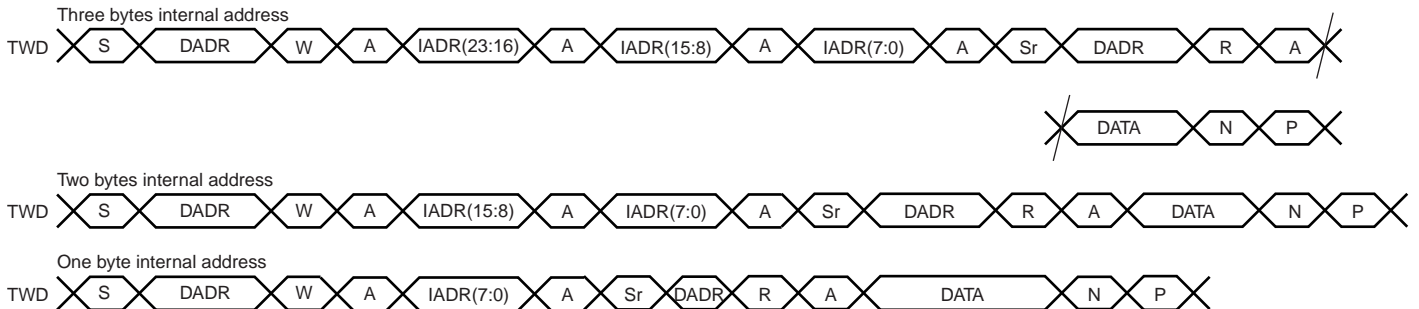 Three bytes internal address
TWD S DADR W A IADR(23:16) A IADR(15:8) A IADR(7:0) A Sr DADR R A
DATA N P
Two bytes internal address
TWD S DADR W A IADR(15:8) A IADR(7:0) A Sr DADR R A DATA N P
One byte internal address
TWD S DADR W A IADR(7:0) A Sr DADR R A DATA N P